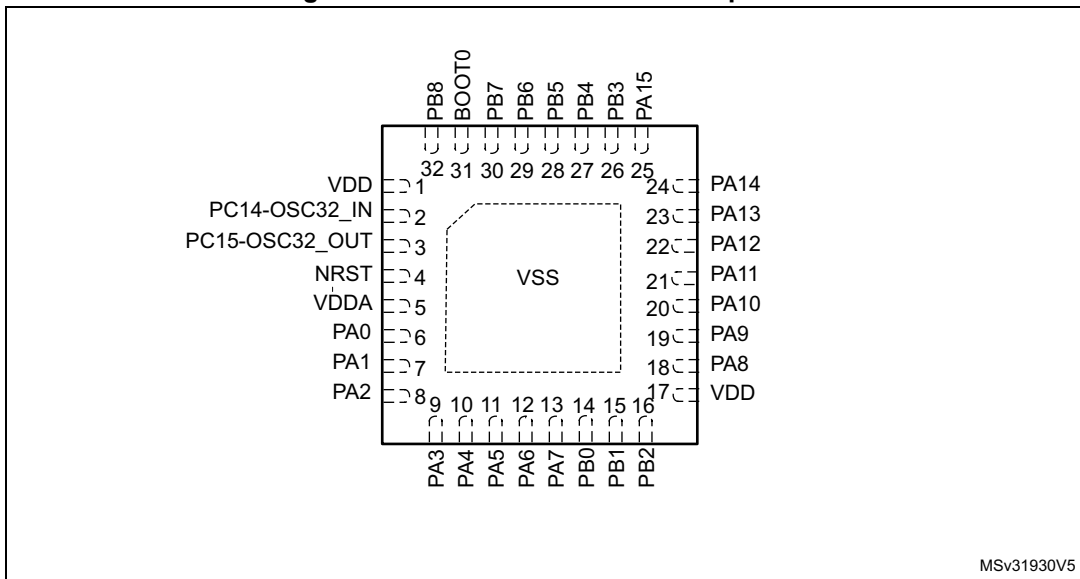 PB8
BOOT0
PB7
PB6
PB5
PB4
PB3
PA15
32 31 30 29 28 27 26 25
VDD 1
PC14-OSC32_IN 2
PC15-OSC32_OUT 3
NRST 4
VDDA 5
PA0 6
PA1 7
PA2 8
VSS
24 PA14
23 PA13
22 PA12
21 PA11
20 PA10
19 PA9
18 PA8
17 VDD
9 10 11 12 13 14 15 16
PA3
PA4
PA5
PA6
PA7
PB0
PB1
PB2
MSv31930V5